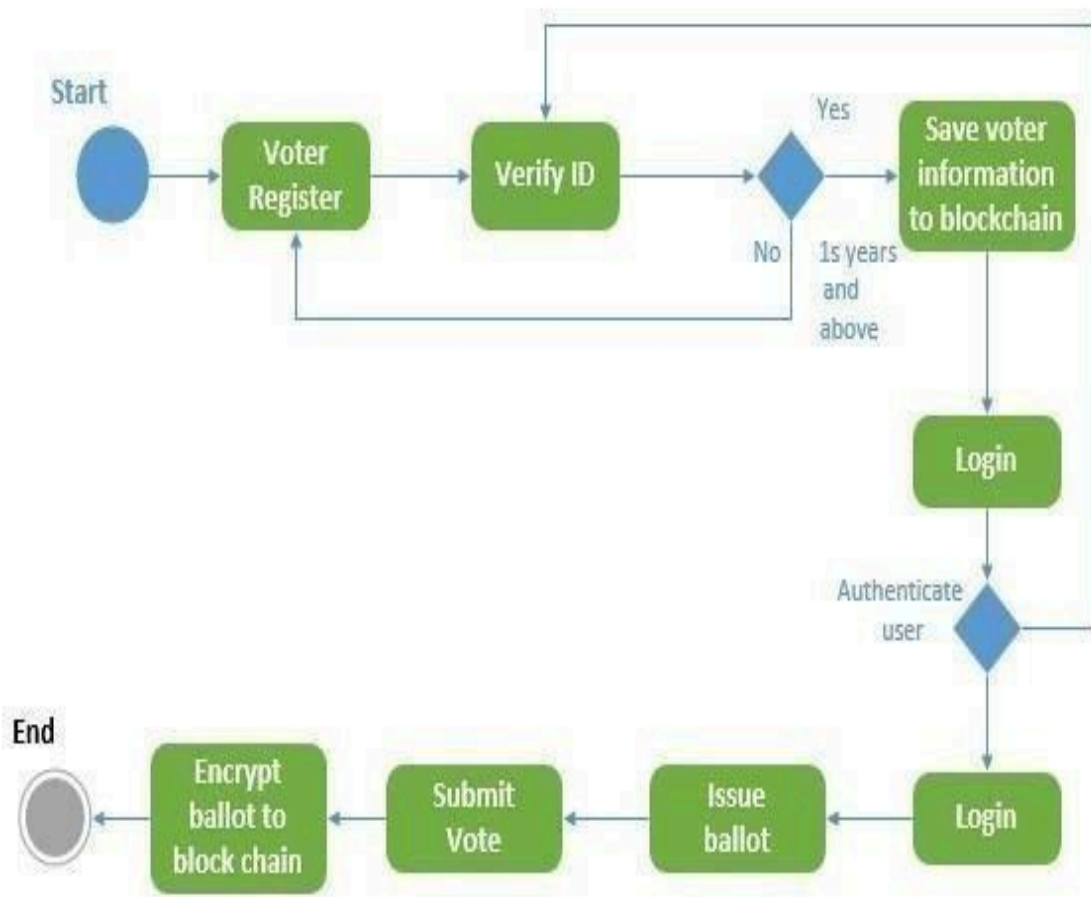 Start
Voter
Register
Verify ID
Yes
No
1s years
and
above
Save voter
information
to blockchain
Login
Authenticate
user
Login
Issue
ballot
Submit
Vote
Encrypt
ballot to
block chain
End